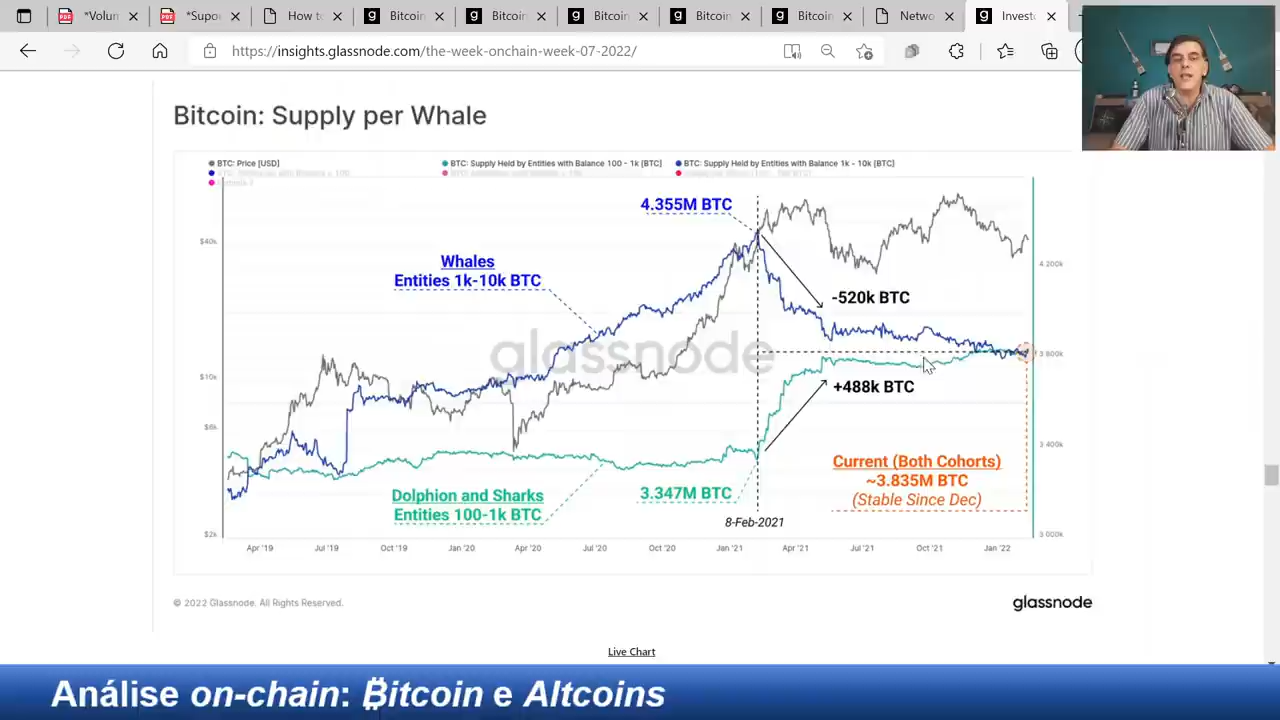 *Volun
*Supo
How t
Bitcoin
Bitcoin
Bitcoin
Bitcoin
Bitcoin
Netwo
Invest
https://insights.glassnode.com/the-week-onchain-week-07-2022/
Bitcoin: Supply per Whale
BTC: Price [USD]
BTC: Supply Held by Entities with Balance 100 - 1k [BTC]
BTC: Supply Held by Entities with Balance 1k - 10k [BTC]
4.355M BTC
$40k
Whales
Entities 1k-10k BTC
4 200k
-520k BTC
glassnode
3 800k
$10k
+488k BTC
$6k
3 400k
Current (Both Cohorts)
~3.835M BTC
(Stable Since Dec)
Dolphion and Sharks
Entities 100-1k BTC
3.347M BTC
8-Feb-2021
$2k
3 000k
Apr '19
Jul '19
Oct '19
Jan '20
Apr '20
Jul '20
Oct '20
Jan '21
Apr '21
Jul '21
Oct '21
Jan '22
© 2022 Glassnode. All Rights Reserved.
glassnode
Live Chart
Análise on-chain: ₿itcoin e Altcoins